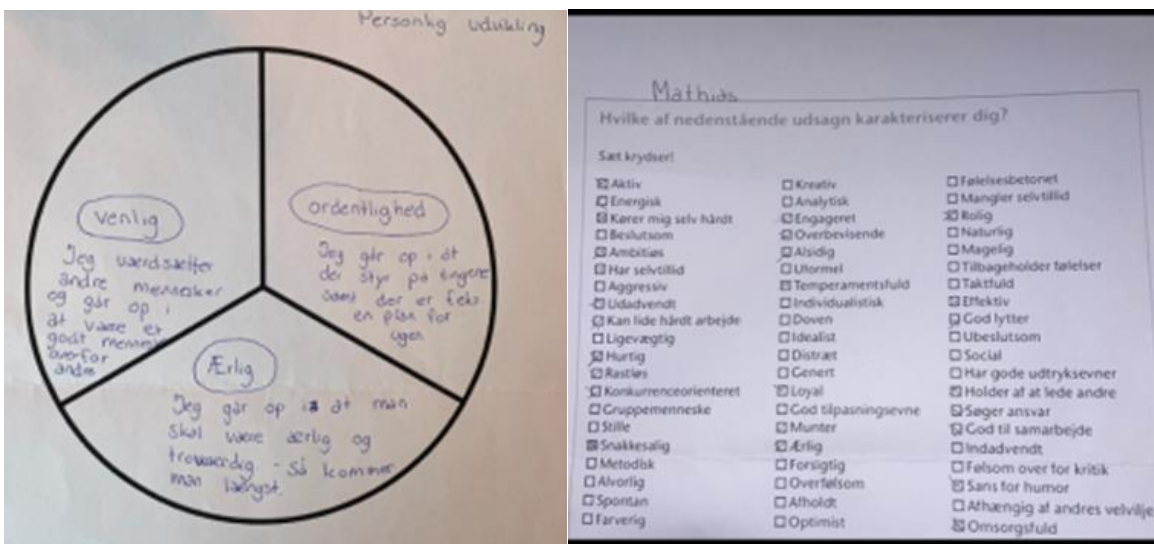 Personlig udvikling
venlig
Jeg værdsætter
andre mennesker
og går op i
at være et
godt menneske
overfor
andre
ordentlighed
Jeg går op i at
der styr på tingene
samt der er f.eks.
en plan for
ugen
Ærlig
Jeg går op i at man
skal være ærlig og
troværdig - så kommer
man længst.
Mathias
Hvilke af nedenstående udsagn karakteriserer dig?
Sæt krydser!
Aktiv
Energisk
Kører mig selv hårdt
Beslutsom
Ambitiøs
Har selvtillid
Aggressiv
Udadvendt
Kan lide hårdt arbejde
Ligevægtig
Hurtig
Rastløs
Konkurrenceorienteret
Gruppemenneske
Stille
Snakkesalig
Metodisk
Alvorlig
Spontan
Farverig
Kreativ
Analytisk
Engageret
Overbevisende
Alsidig
Uformel
Temperamentsfuld
Individualistisk
Doven
Idealist
Distræt
Genert
Loyal
God tilpasningsevne
Munter
Ærlig
Forsigtig
Overfølsom
Afholdt
Optimist
Følelsesbetonet
Mangler selvtillid
Rolig
Naturlig
Magelig
Tilbageholder følelser
Taktfuld
Effektiv
God lytter
Ubeslutsom
Social
Har gode udtryksevner
Holder af at lede andre
Søger ansvar
God til samarbejde
Indadvendt
Følsom over for kritik
Sans for humor
Afhængig af andres velvilje
Omsorgsfuld